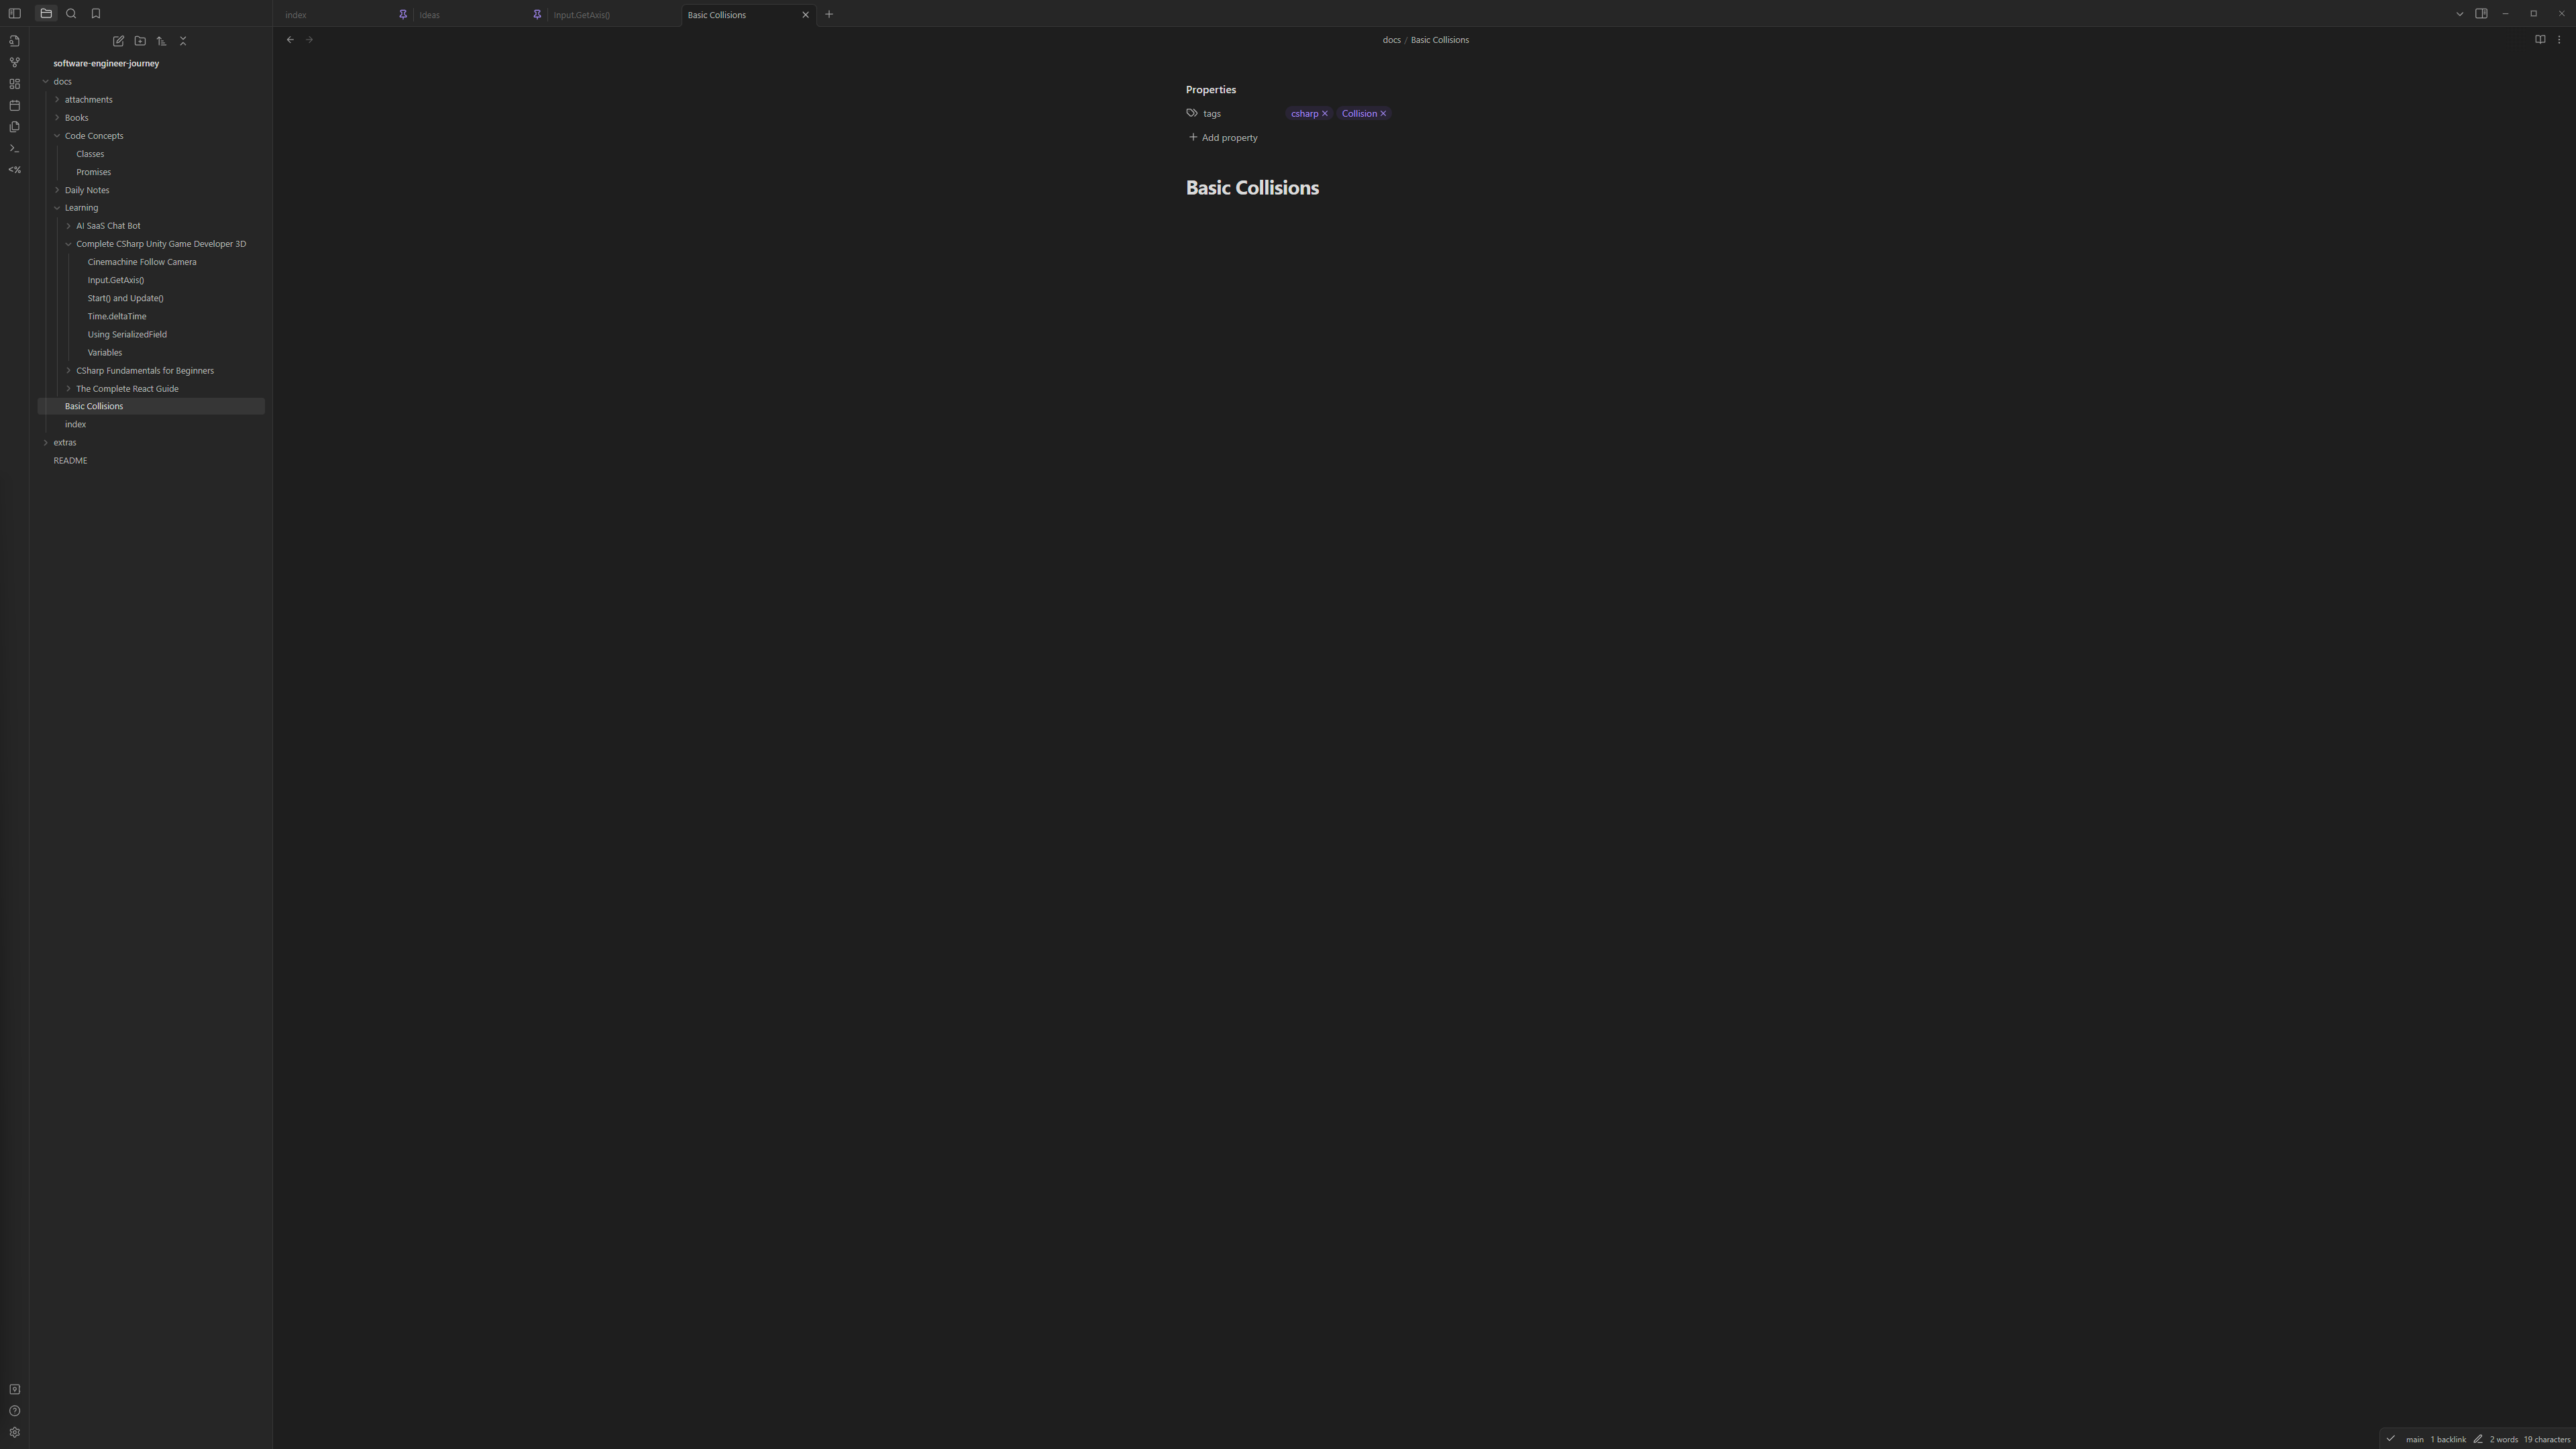 index
Ideas
Input.GetAxis()
Basic Collisions
docs / Basic Collisions
software-engineer-journey
docs
attachments
Books
Code Concepts
Classes
Promises
Daily Notes
Learning
AI SaaS Chat Bot
Complete CSharp Unity Game Developer 3D
Cinemachine Follow Camera
Input.GetAxis()
Start() and Update()
Time.deltaTime
Using SerializedField
Variables
CSharp Fundamentals for Beginners
The Complete React Guide
Basic Collisions
index
extras
README
Properties
tags csharp Collision
Add property
Basic Collisions
main 1 backlink 2 words 19 characters